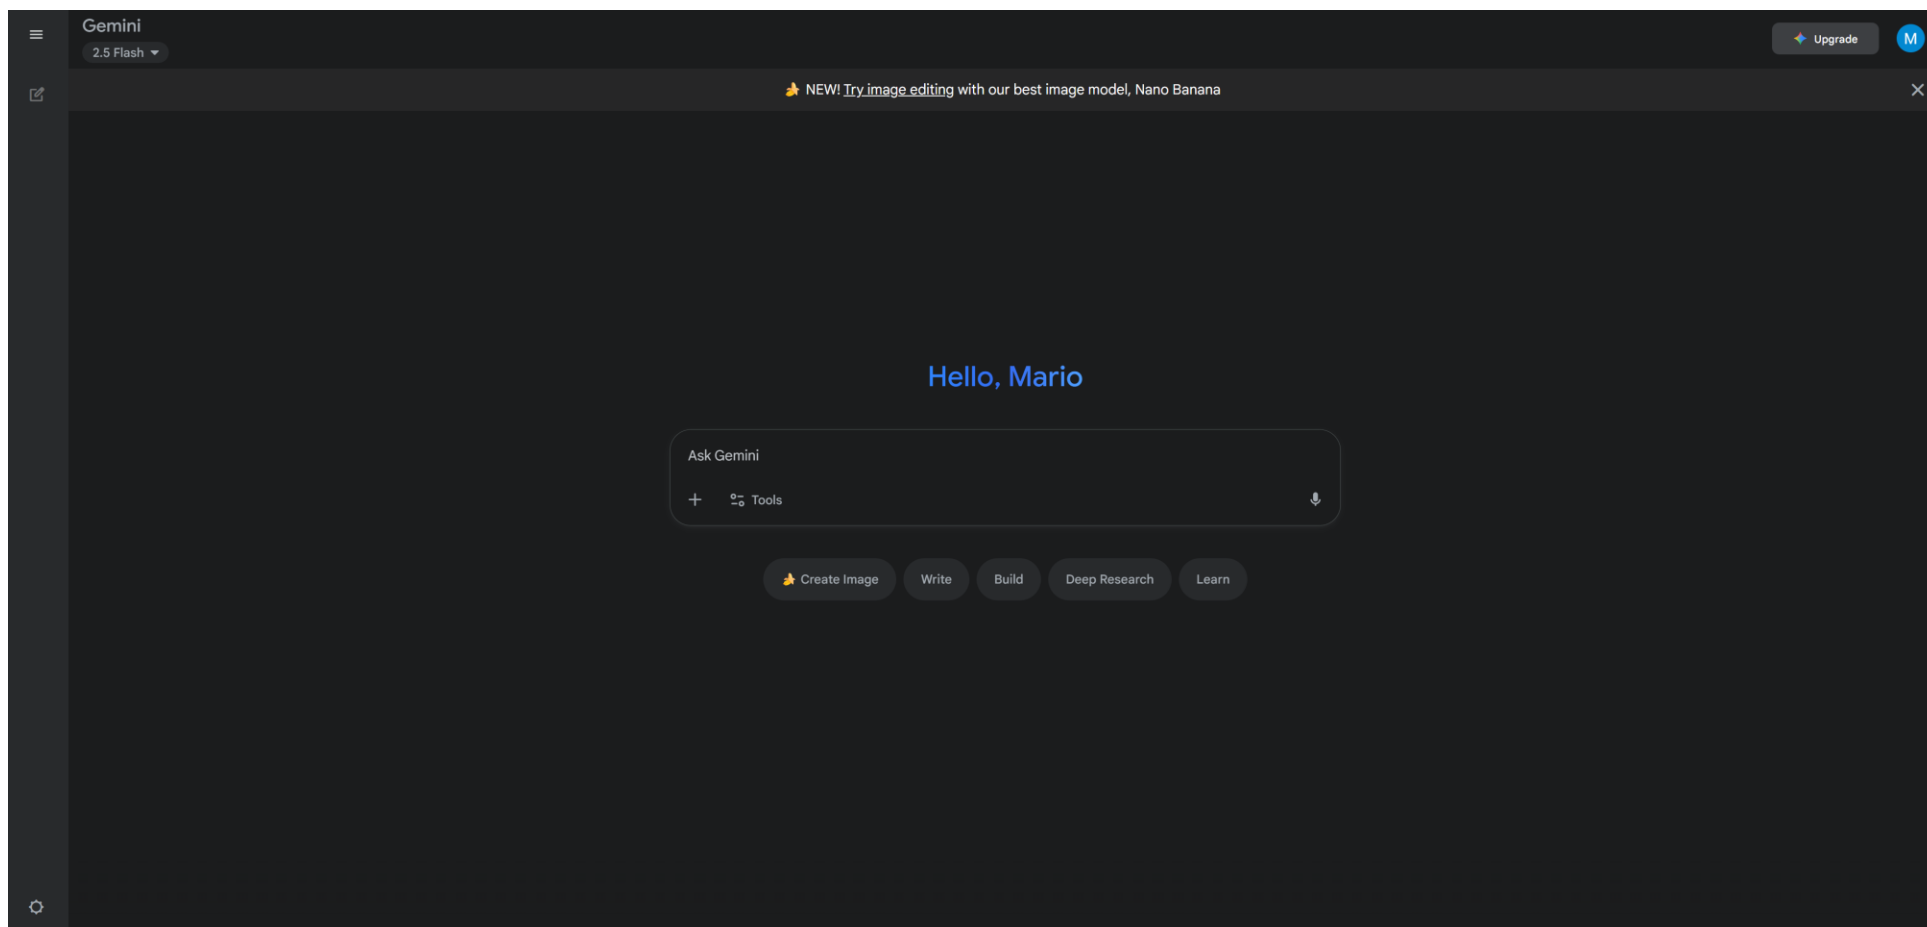 Gemini
2.5 Flash
Upgrade
M
NEW! Try image editing with our best image model, Nano Banana
Hello, Mario
Ask Gemini
Tools
Create Image
Write
Build
Deep Research
Learn